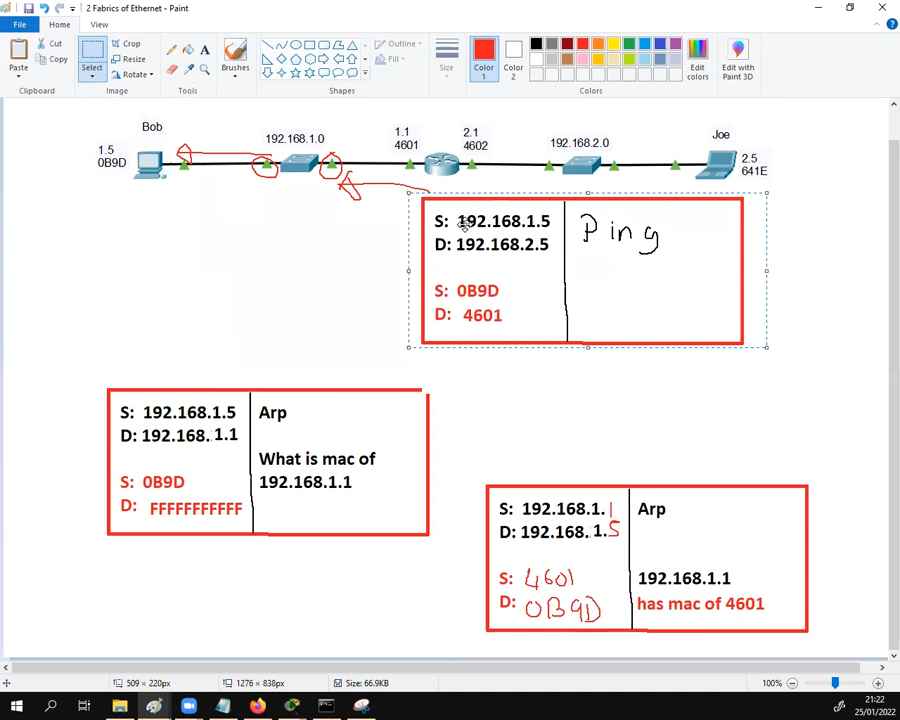 2 Fabrics of Ethernet - Paint
File Home View
Paste
Cut
Copy
Clipboard
Select
Crop
Resize
Rotate
Image
Tools
Brushes
Outline
Fill
Shapes
Size
Color 1
Color 2
Edit colors
Edit with Paint 3D
Colors
Bob
1.5
0B9D
192.168.1.0
1.1
4601
2.1
4602
192.168.2.0
Joe
2.5
641E
S: 192.168.1.5
D: 192.168.2.5
S: 0B9D
D: 4601
Ping
S: 192.168.1.5
D: 192.168.1.1
S: 0B9D
D: FFFFFFFFFFF
Arp
What is mac of
192.168.1.1
S: 192.168.1.1
D: 192.168.1.5
S: 4601
D: 0B9D
Arp
192.168.1.1
has mac of 4601
509 × 220px
1276 × 838px
Size: 66.9KB
100%
21:22
25/01/2022